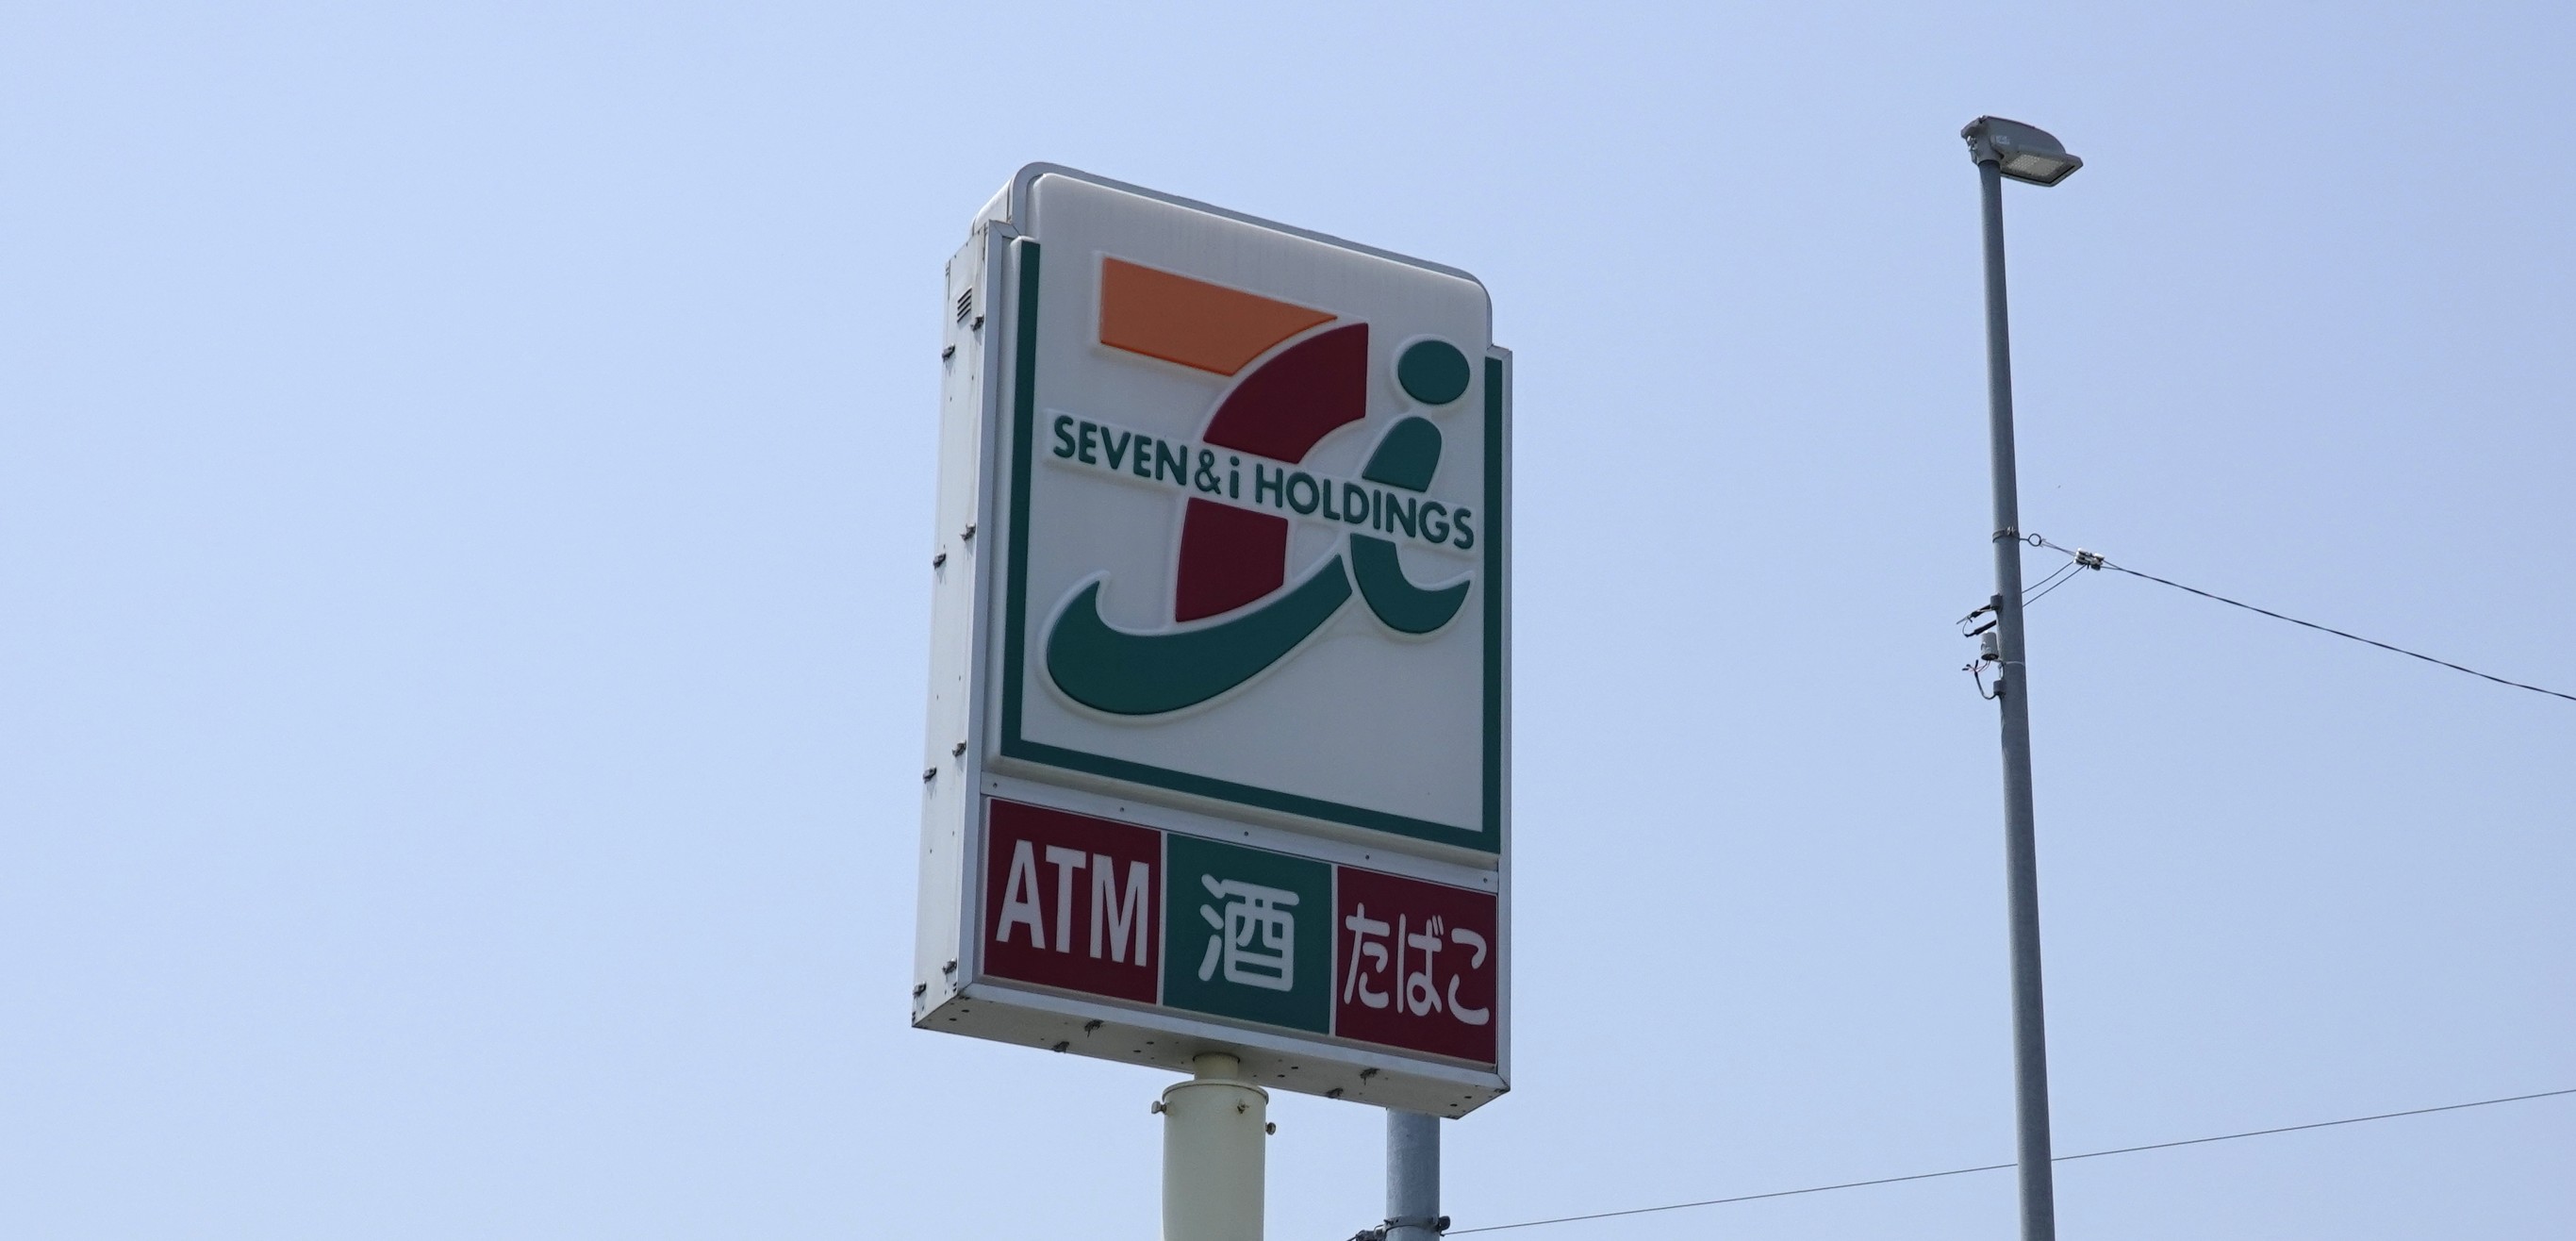 SEVEN&i HOLDINGS
ATM 酒 たばこ